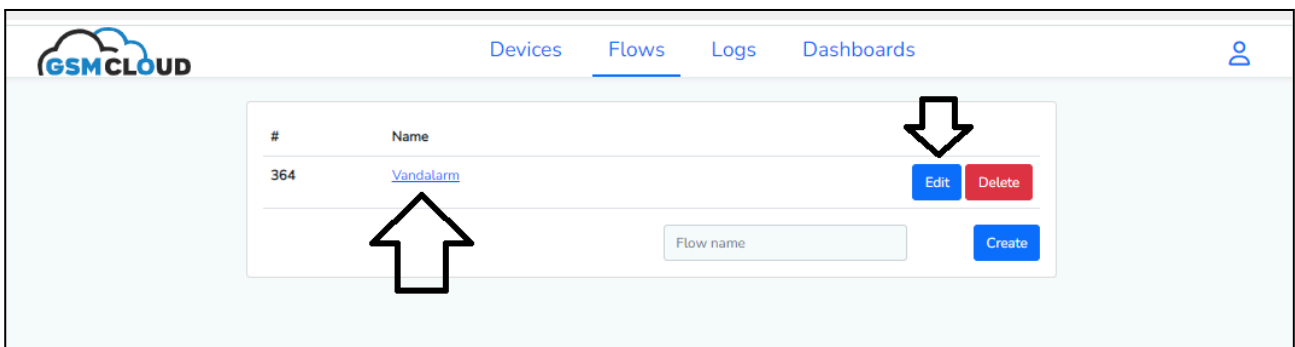 GSMCLOUD
Devices Flows Logs Dashboards
# Name
364 Vandalarm Edit Delete
Flow name Create